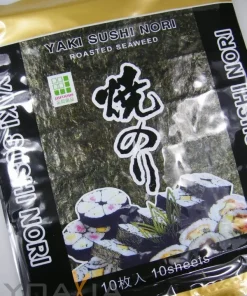 YAKI SUSHI NORI
ROASTED SEAWEED
YAKI SUSHI NORI
YAKI SUSHI NORI
焼のり
10枚入 10sheets